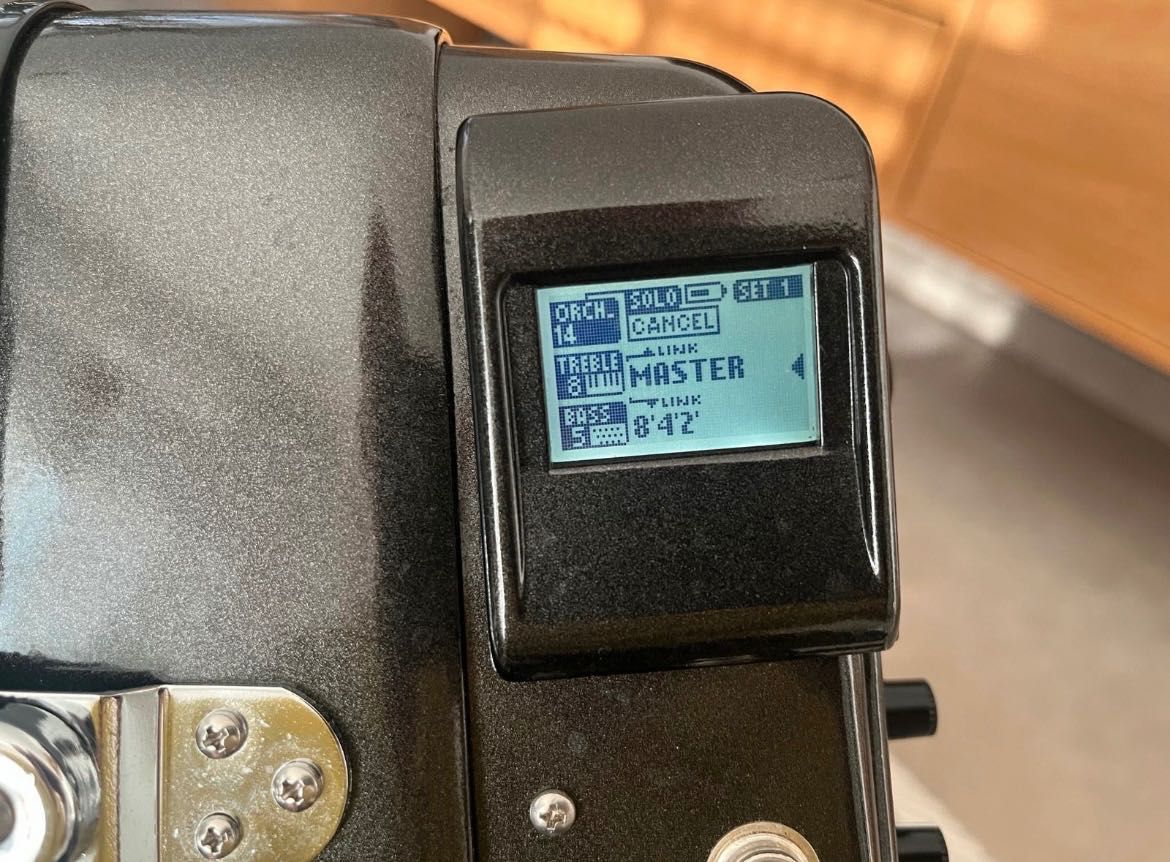 ORCH. SOLO SET 1
14 CANCEL
LINK
TREBLE MASTER
8
LINK
BASS 8'4'2'
5